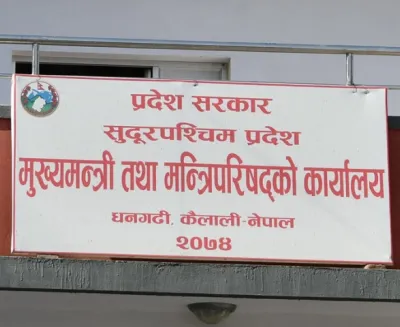 प्रदेश सरकार
सुदूरपश्चिम प्रदेश
मुख्यमन्त्री तथा मन्त्रिपरिषद्को कार्यालय
धनगढी, कैलाली-नेपाल
२०७४